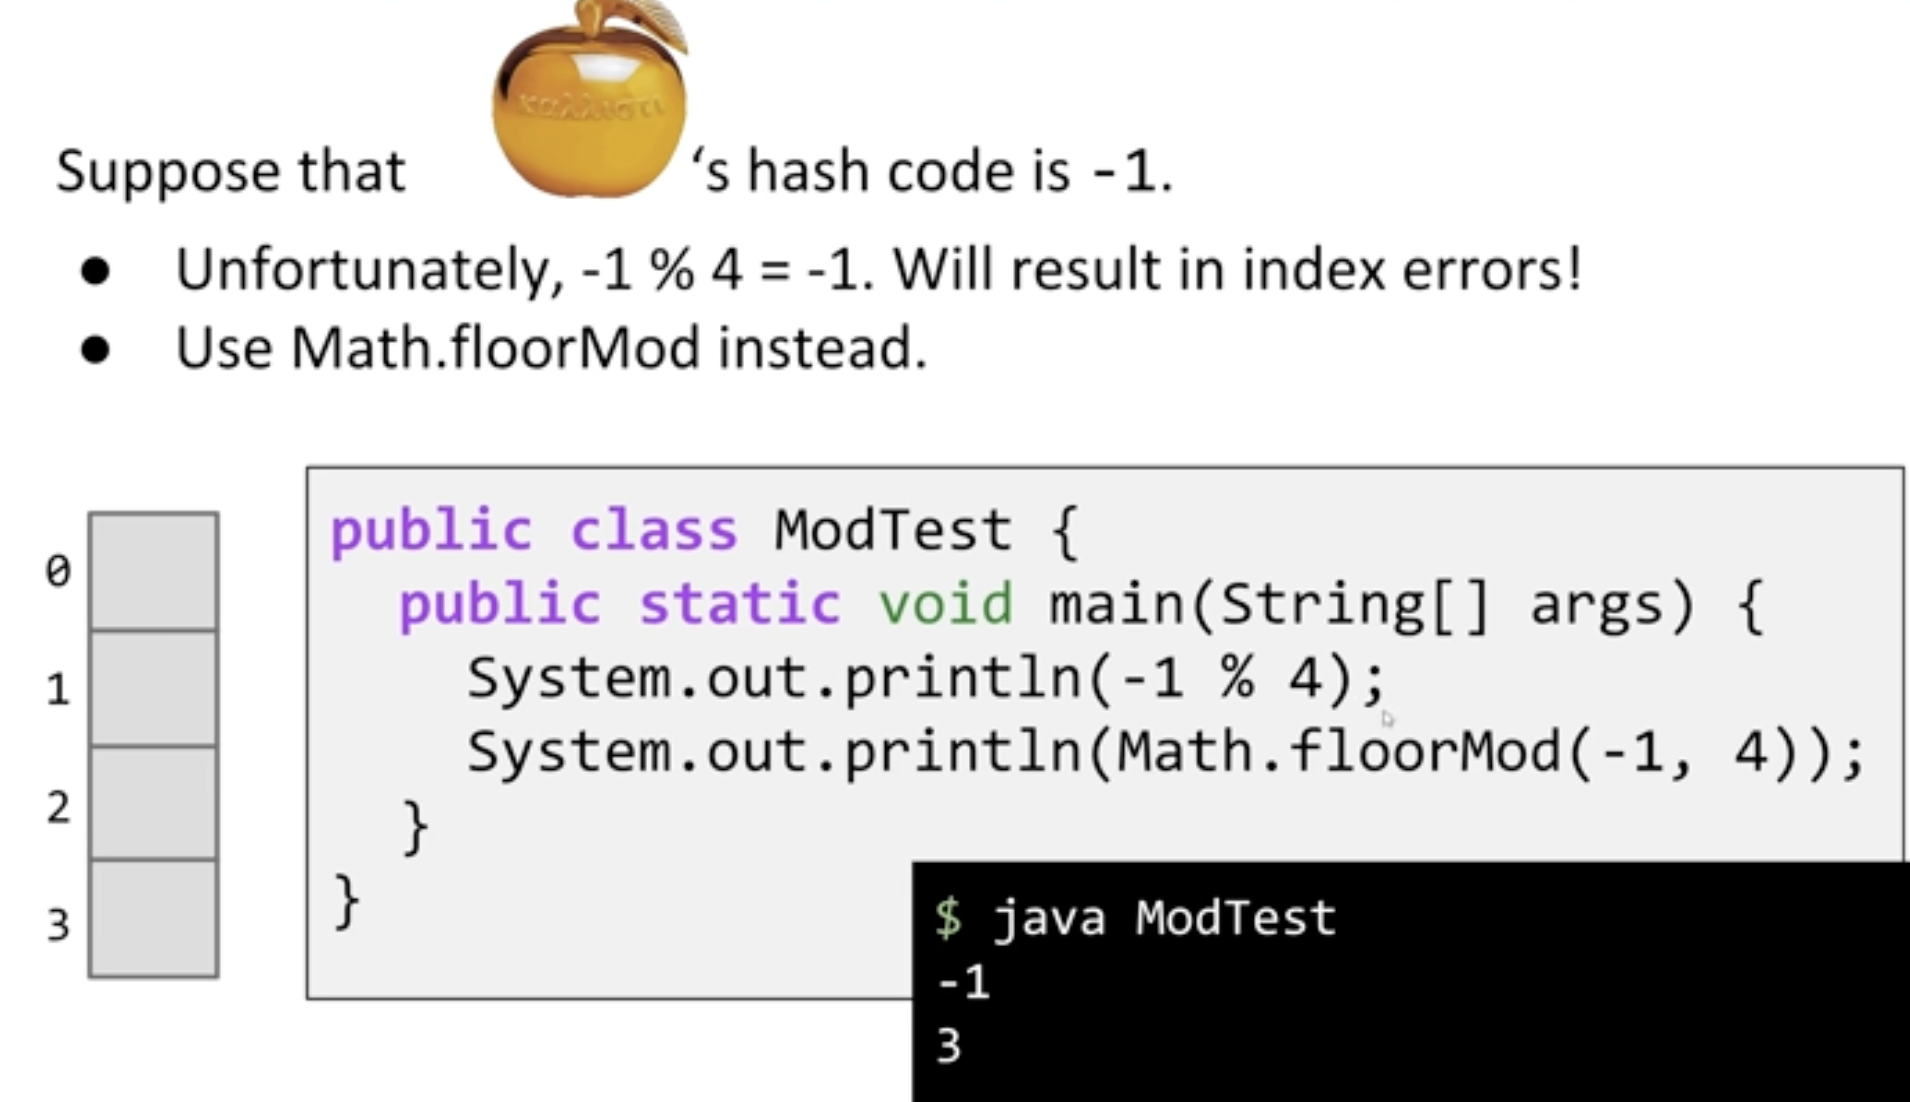 καλλιστι
Suppose that ‘s hash code is -1.
● Unfortunately, -1 % 4 = -1. Will result in index errors!
● Use Math.floorMod instead.
0
1
2
3
public class ModTest {
public static void main(String[] args) {
System.out.println(-1 % 4);
System.out.println(Math.floorMod(-1, 4));
}
}
$ java ModTest
-1
3